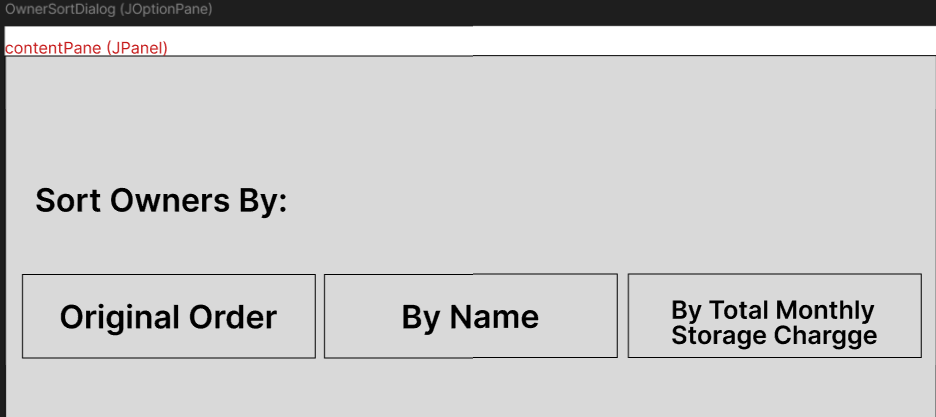 OwnerSortDialog (JOptionPane)
contentPane (JPanel)
Sort Owners By:
Original Order
By Name
By Total Monthly
Storage Chargge